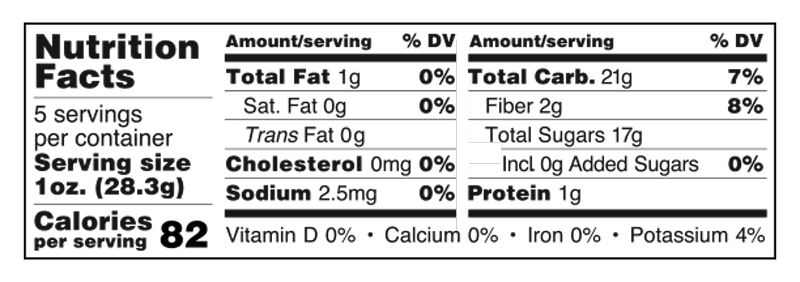 Nutrition
Facts
5 servings
per container
Serving size
1oz. (28.3g)
Calories
per serving 82
Amount/serving % DV
Total Fat 1g 0%
Sat. Fat 0g 0%
Trans Fat 0g
Cholesterol 0mg 0%
Sodium 2.5mg 0%
Amount/serving % DV
Total Carb. 21g 7%
Fiber 2g 8%
Total Sugars 17g
Incl. 0g Added Sugars 0%
Protein 1g
Vitamin D 0% • Calcium 0% • Iron 0% • Potassium 4%